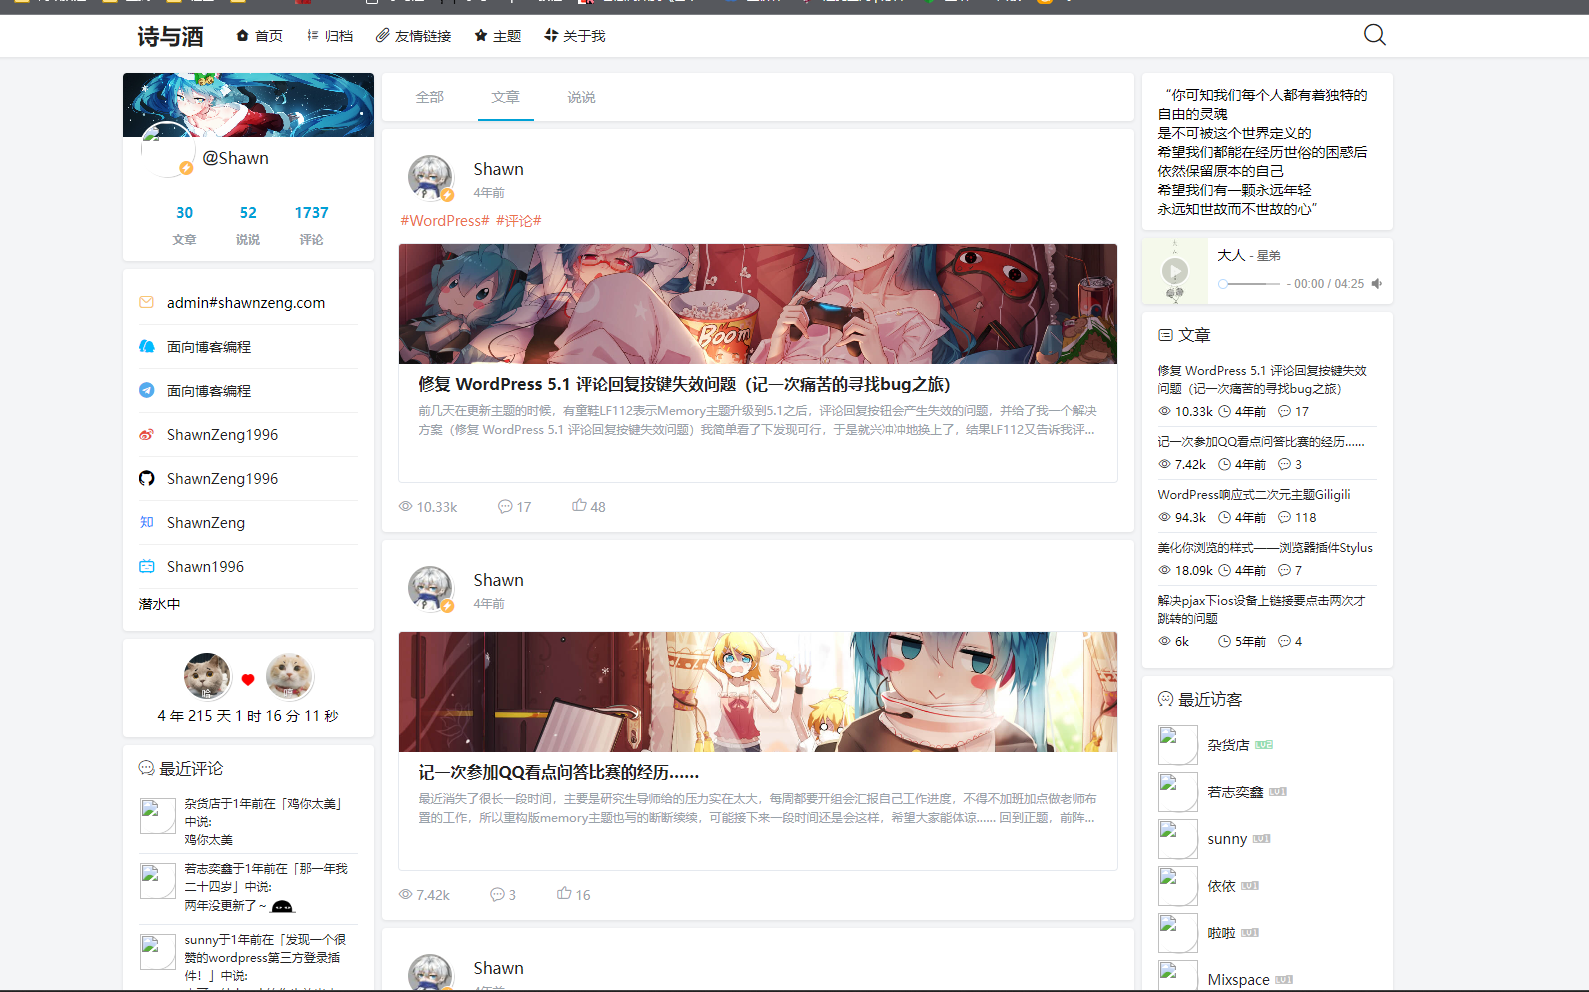 诗与酒
首页
归档
友情链接
主题
关于我
@Shawn
30
52
1737
文章
说说
评论
admin#shawnzeng.com
面向博客编程
面向博客编程
ShawnZeng1996
ShawnZeng1996
知
ShawnZeng
Shawn1996
潜水中
4 年 215 天 1 时 16 分 11 秒
最近评论
杂货店于1年前在「鸡你太美」
中说:
鸡你太美
若志奕鑫于1年前在「那一年我
二十四岁」中说:
两年没更新了~
sunny于1年前在「发现一个很
赞的wordpress第三方登录插
件！」中说:
全部
文章
说说
Shawn
4年前
#WordPress# #评论#
BOOM
修复 WordPress 5.1 评论回复按键失效问题（记一次痛苦的寻找bug之旅）
前几天在更新主题的时候，有童鞋LF112表示Memory主题升级到5.1之后，评论回复按钮会产生失效的问题，并给了我一个解决
方案（修复 WordPress 5.1 评论回复按键失效问题）我简单看了下发现可行，于是就兴冲冲地换上了，结果LF112又告诉我评...
10.33k
17
48
Shawn
4年前
记一次参加QQ看点问答比赛的经历……
最近消失了很长一段时间，主要是研究生导师给的压力实在太大，每周都要开组会汇报自己工作进度，不得不加班加点做老师布
置的工作，所以重构版memory主题也写的断断续续，可能接下来一段时间还是会这样，希望大家能体谅…… 回到正题，前阵...
7.42k
3
16
Shawn
“你可知我们每个人都有着独特的
自由的灵魂
是不可被这个世界定义的
希望我们都能在经历世俗的困惑后
依然保留原本的自己
希望我们有一颗永远年轻
永远知世故而不世故的心”
大人 - 星弟
- 00:00 / 04:25
文章
修复 WordPress 5.1 评论回复按键失效
问题（记一次痛苦的寻找bug之旅）
10.33k 4年前 17
记一次参加QQ看点问答比赛的经历……
7.42k 4年前 3
WordPress响应式二次元主题Giligili
94.3k 4年前 118
美化你浏览的样式——浏览器插件Stylus
18.09k 4年前 7
解决pjax下ios设备上链接要点击两次才
跳转的问题
6k 5年前 4
最近访客
杂货店 LV2
若志奕鑫 LV1
sunny LV1
依依 LV1
啦啦 LV1
Mixspace LV1